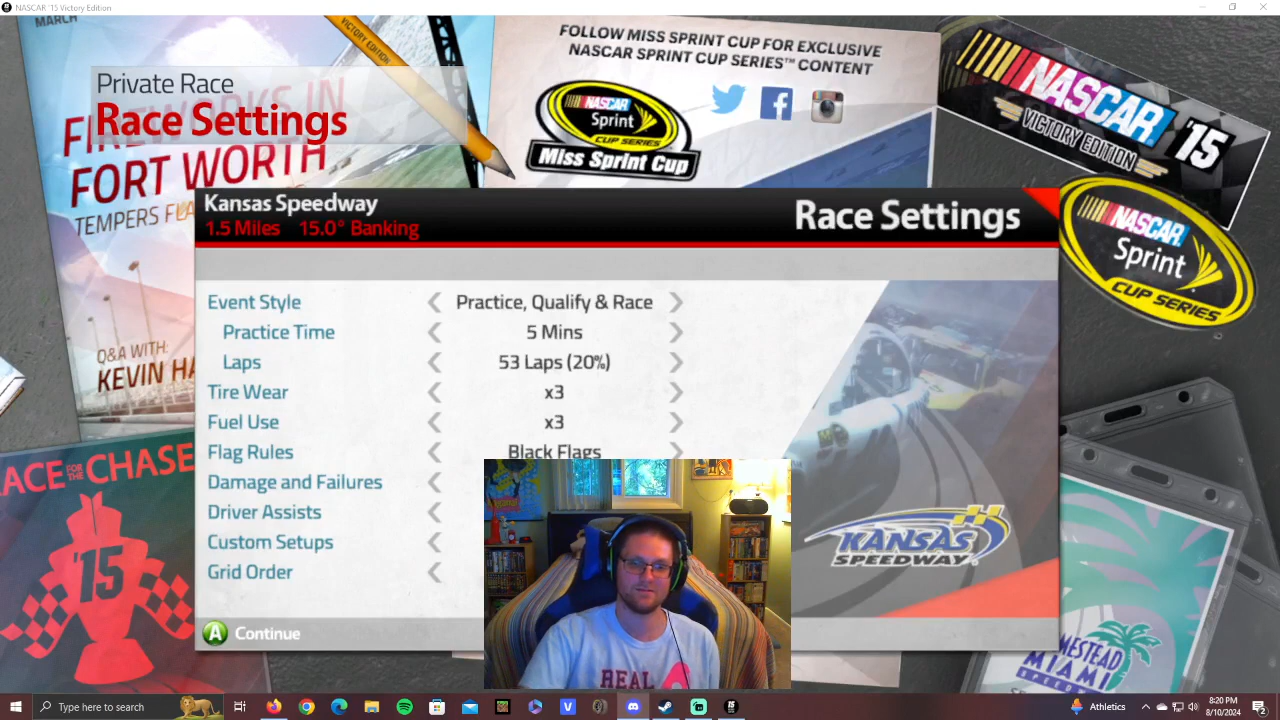 NASCAR '15 Victory Edition
MARCH
VICTORY EDITION
FOLLOW MISS SPRINT CUP FOR EXCLUSIVE
NASCAR SPRINT CUP SERIES™ CONTENT
NASCAR
Sprint
CUP SERIES
Miss Sprint Cup
NASCAR '15
VICTORY EDITION
Private Race
Race Settings
FIREWORKS IN
FORT WORTH
TEMPERS FLA
Q&A WITH:
KEVIN HA
NASCAR
Sprint
CUP SERIES
Kansas Speedway
1.5 Miles 15.0° Banking
Race Settings
Event Style Practice, Qualify & Race
Practice Time 5 Mins
Laps 53 Laps (20%)
Tire Wear x3
Fuel Use x3
Flag Rules Black Flags
Damage and Failures
Driver Assists
Custom Setups
Grid Order
A Continue
KANSAS
SPEEDWAY
RACE FOR THE CHASE
'15
REAL
HOMESTEAD
MIAMI
SPEEDWAY
Type here to search
Athletics
8:20 PM
8/10/2024
2